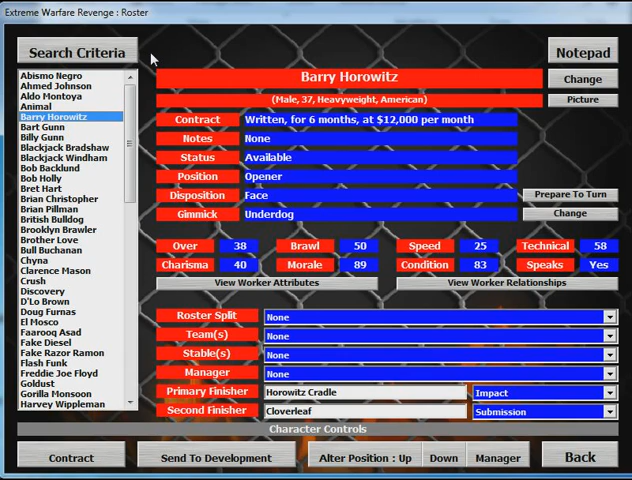 Extreme Warfare Revenge : Roster
Search Criteria
Notepad
Abismo Negro
Ahmed Johnson
Aldo Montoya
Animal
Barry Horowitz
Bart Gunn
Billy Gunn
Blackjack Bradshaw
Blackjack Windham
Bob Backlund
Bob Holly
Bret Hart
Brian Christopher
Brian Pillman
British Bulldog
Brooklyn Brawler
Brother Love
Bull Buchanan
Chyna
Clarence Mason
Crush
Discovery
D'Lo Brown
Doug Furnas
El Mosco
Faarooq Asad
Fake Diesel
Fake Razor Ramon
Flash Funk
Freddie Joe Floyd
Goldust
Gorilla Monsoon
Harvey Wippleman
Barry Horowitz
Change
(Male, 37, Heavyweight, American)
Picture
Contract Written, for 6 months, at $12,000 per month
Notes None
Status Available
Position Opener
Disposition Face Prepare To Turn
Gimmick Underdog Change
Over 38 Brawl 50 Speed 25 Technical 58
Charisma 40 Morale 89 Condition 83 Speaks Yes
View Worker Attributes View Worker Relationships
Roster Split None
Team(s) None
Stable(s) None
Manager None
Primary Finisher Horowitz Cradle Impact
Second Finisher Cloverleaf Submission
Character Controls
Contract Send To Development Alter Position : Up Down Manager Back